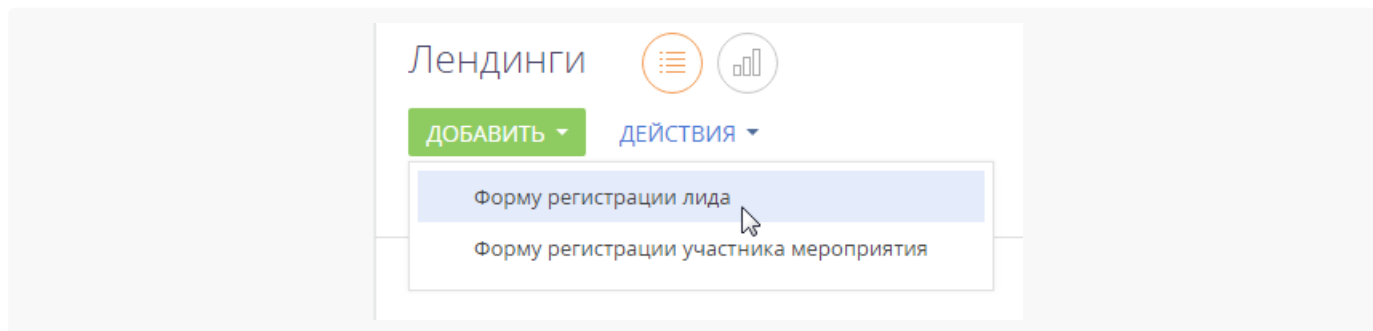 Лендинги
ДОБАВИТЬ ДЕЙСТВИЯ
Форму регистрации лида
Форму регистрации участника мероприятия